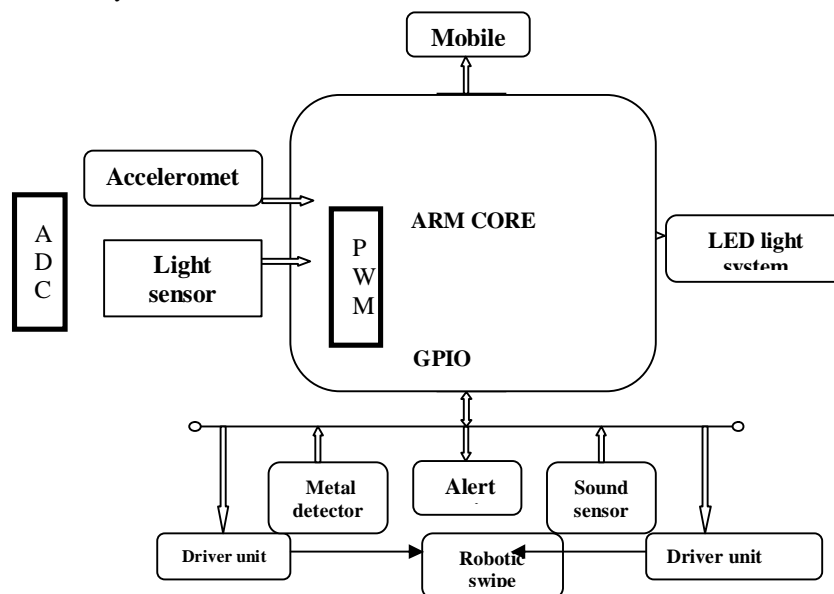 Mobile
Acceleromet
A
D
C
Light
sensor
P
W
M
ARM CORE
LED light
system
GPIO
Metal
detector
Alert
Sound
sensor
Driver unit
Robotic
swipe
Driver unit